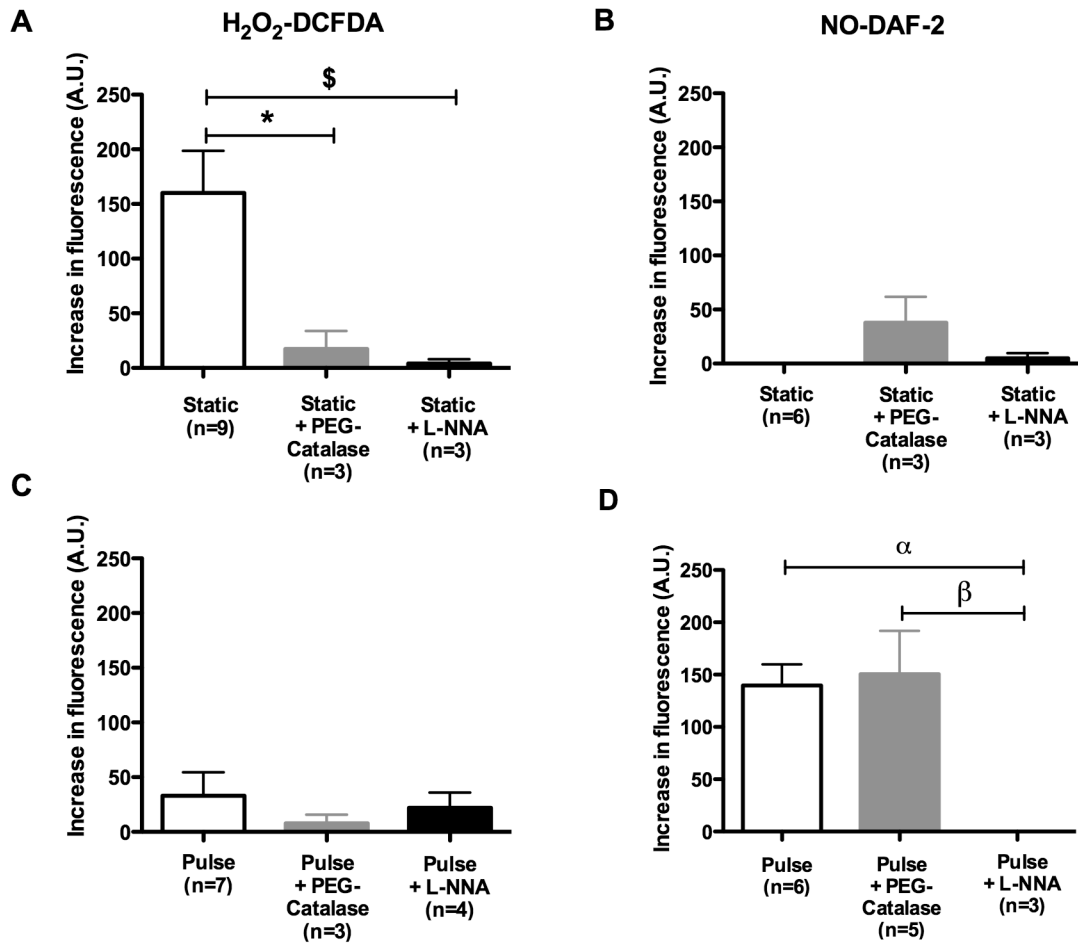 A
H₂O₂-DCFDA
Increase in fluorescence (A.U.)
250
200
150
100
50
0
$
*
Static
(n=9)
Static
+ PEG-
Catalase
(n=3)
Static
+ L-NNA
(n=3)
B
NO-DAF-2
Increase in fluorescence (A.U.)
250
200
150
100
50
0
Static
(n=6)
Static
+ PEG-
Catalase
(n=3)
Static
+ L-NNA
(n=3)
C
Increase in fluorescence (A.U.)
250
200
150
100
50
0
Pulse
(n=7)
Pulse
+ PEG-
Catalase
(n=3)
Pulse
+ L-NNA
(n=4)
D
Increase in fluorescence (A.U.)
250
200
150
100
50
0
α
β
Pulse
(n=6)
Pulse
+ PEG-
Catalase
(n=5)
Pulse
+ L-NNA
(n=3)